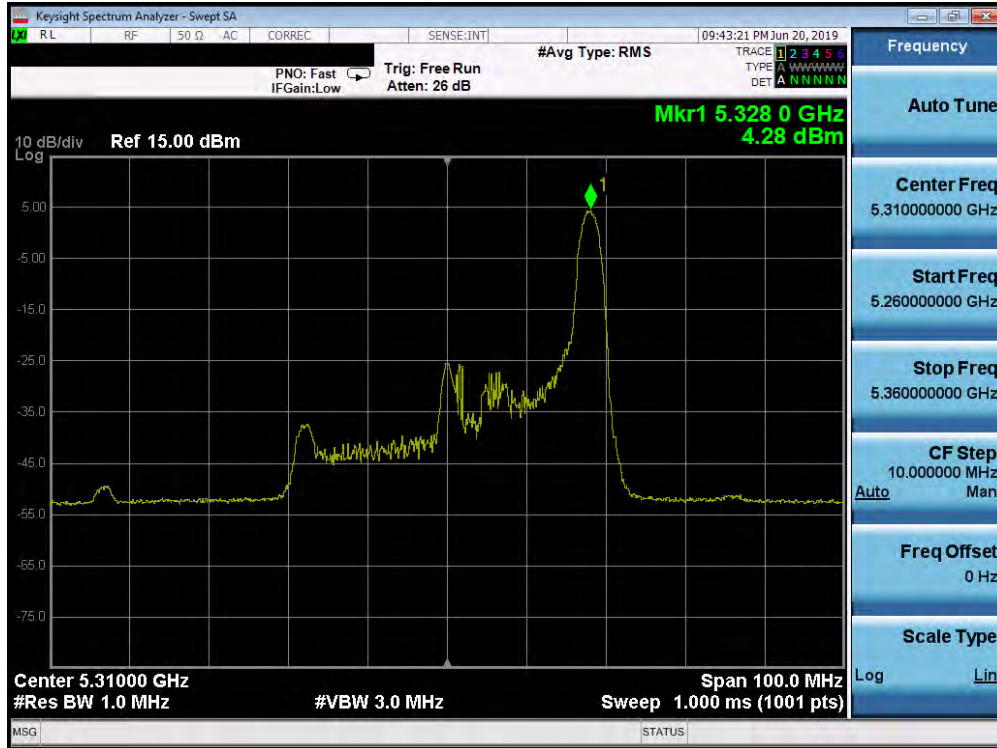 Keysight Spectrum Analyzer - Swept SA
LXI RL RF 50 Ω AC CORREC SENSE:INT 09:43:21 PM Jun 20, 2019
#Avg Type: RMS
TRACE 1 2 3 4 5 6
TYPE A WWWWW
DET A N N N N N
PNO: Fast
IFGain:Low
Trig: Free Run
Atten: 26 dB
Mkr1 5.328 0 GHz
4.28 dBm
10 dB/div Ref 15.00 dBm
Log
1
5.00
-5.00
-15.0
-25.0
-35.0
-45.0
-55.0
-65.0
-75.0
Center 5.31000 GHz Span 100.0 MHz
#Res BW 1.0 MHz #VBW 3.0 MHz Sweep 1.000 ms (1001 pts)
MSG STATUS
Frequency
Auto Tune
Center Freq
5.310000000 GHz
Start Freq
5.260000000 GHz
Stop Freq
5.360000000 GHz
CF Step
10.000000 MHz
Auto Man
Freq Offset
0 Hz
Scale Type
Log Lin